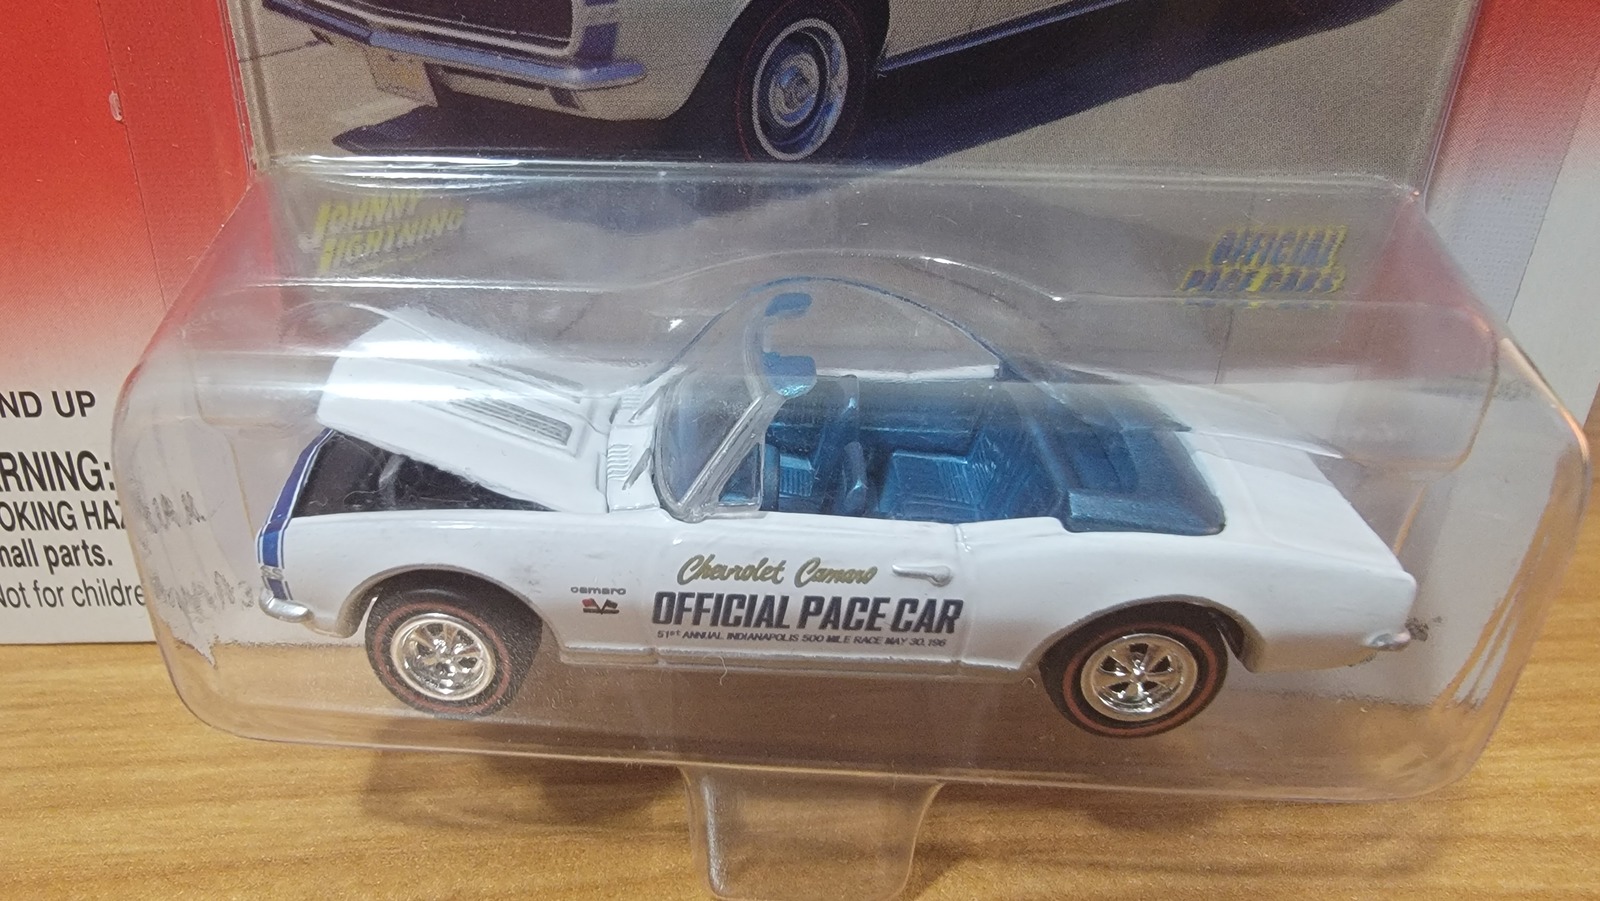 JOHNNY
LIGHTNING
OFFICIAL
PACE CARS
ND UP
RNING:
OKING HAZ
mall parts.
Not for childre
Chevrolet Camaro
camaro
OFFICIAL PACE CAR
51ST ANNUAL INDIANAPOLIS 500 MILE RACE MAY 30, 196